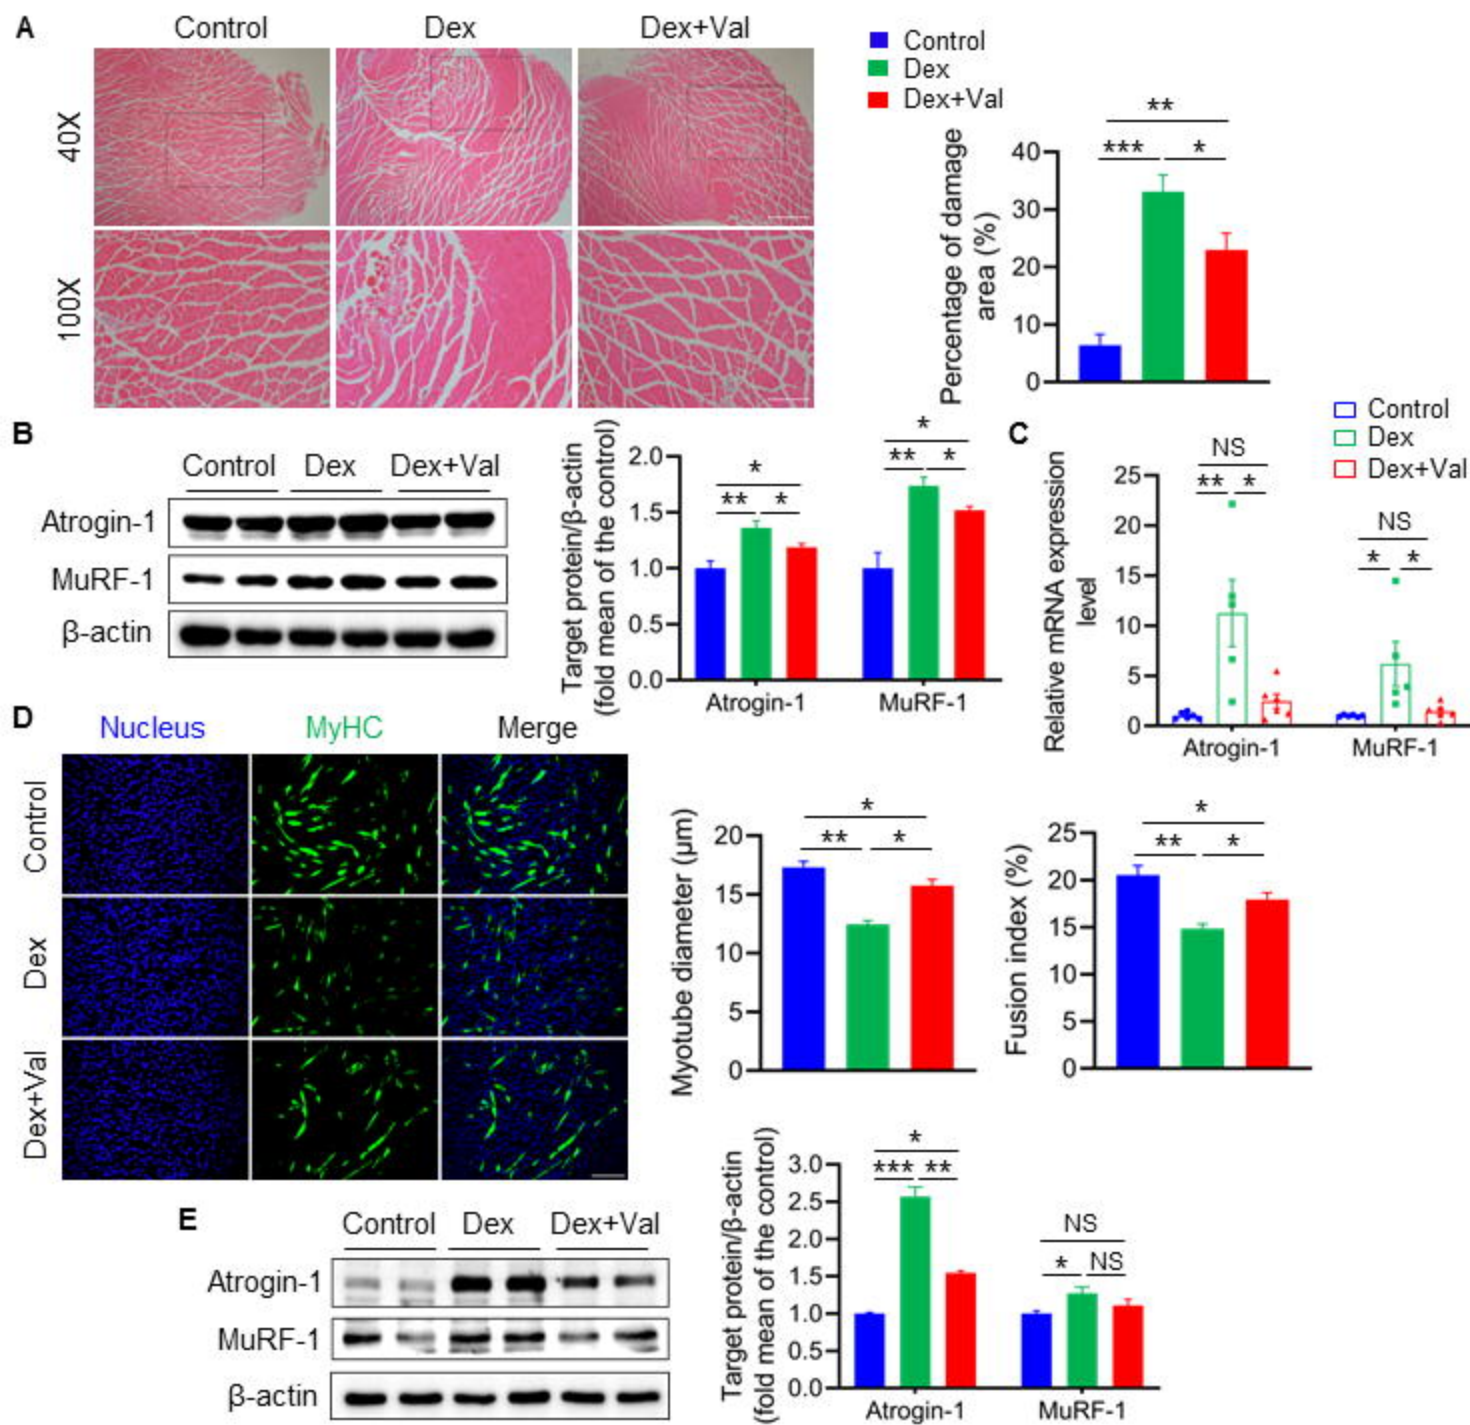 A
Control Dex Dex+Val
40X
100X
Control
Dex
Dex+Val
**
*** *
Percentage of damage
area (%)
40
30
20
10
0
B
Control Dex Dex+Val
Atrogin-1
MuRF-1
β-actin
Target protein/β-actin
(fold mean of the control)
2.0
1.5
1.0
0.5
0.0
*
** *
*
** *
Atrogin-1 MuRF-1
C
Control
Dex
Dex+Val
Relative mRNA expression
level
25
20
15
10
5
0
NS
** *
NS
* *
Atrogin-1 MuRF-1
D
Nucleus MyHC Merge
Control
Dex
Dex+Val
Myotube diameter (μm)
20
15
10
5
0
*
** *
Fusion index (%)
25
20
15
10
5
0
*
** *
E
Control Dex Dex+Val
Atrogin-1
MuRF-1
β-actin
Target protein/β-actin
(fold mean of the control)
3.0
2.5
2.0
1.5
1.0
0.5
0.0
*
*** **
NS
* NS
Atrogin-1 MuRF-1